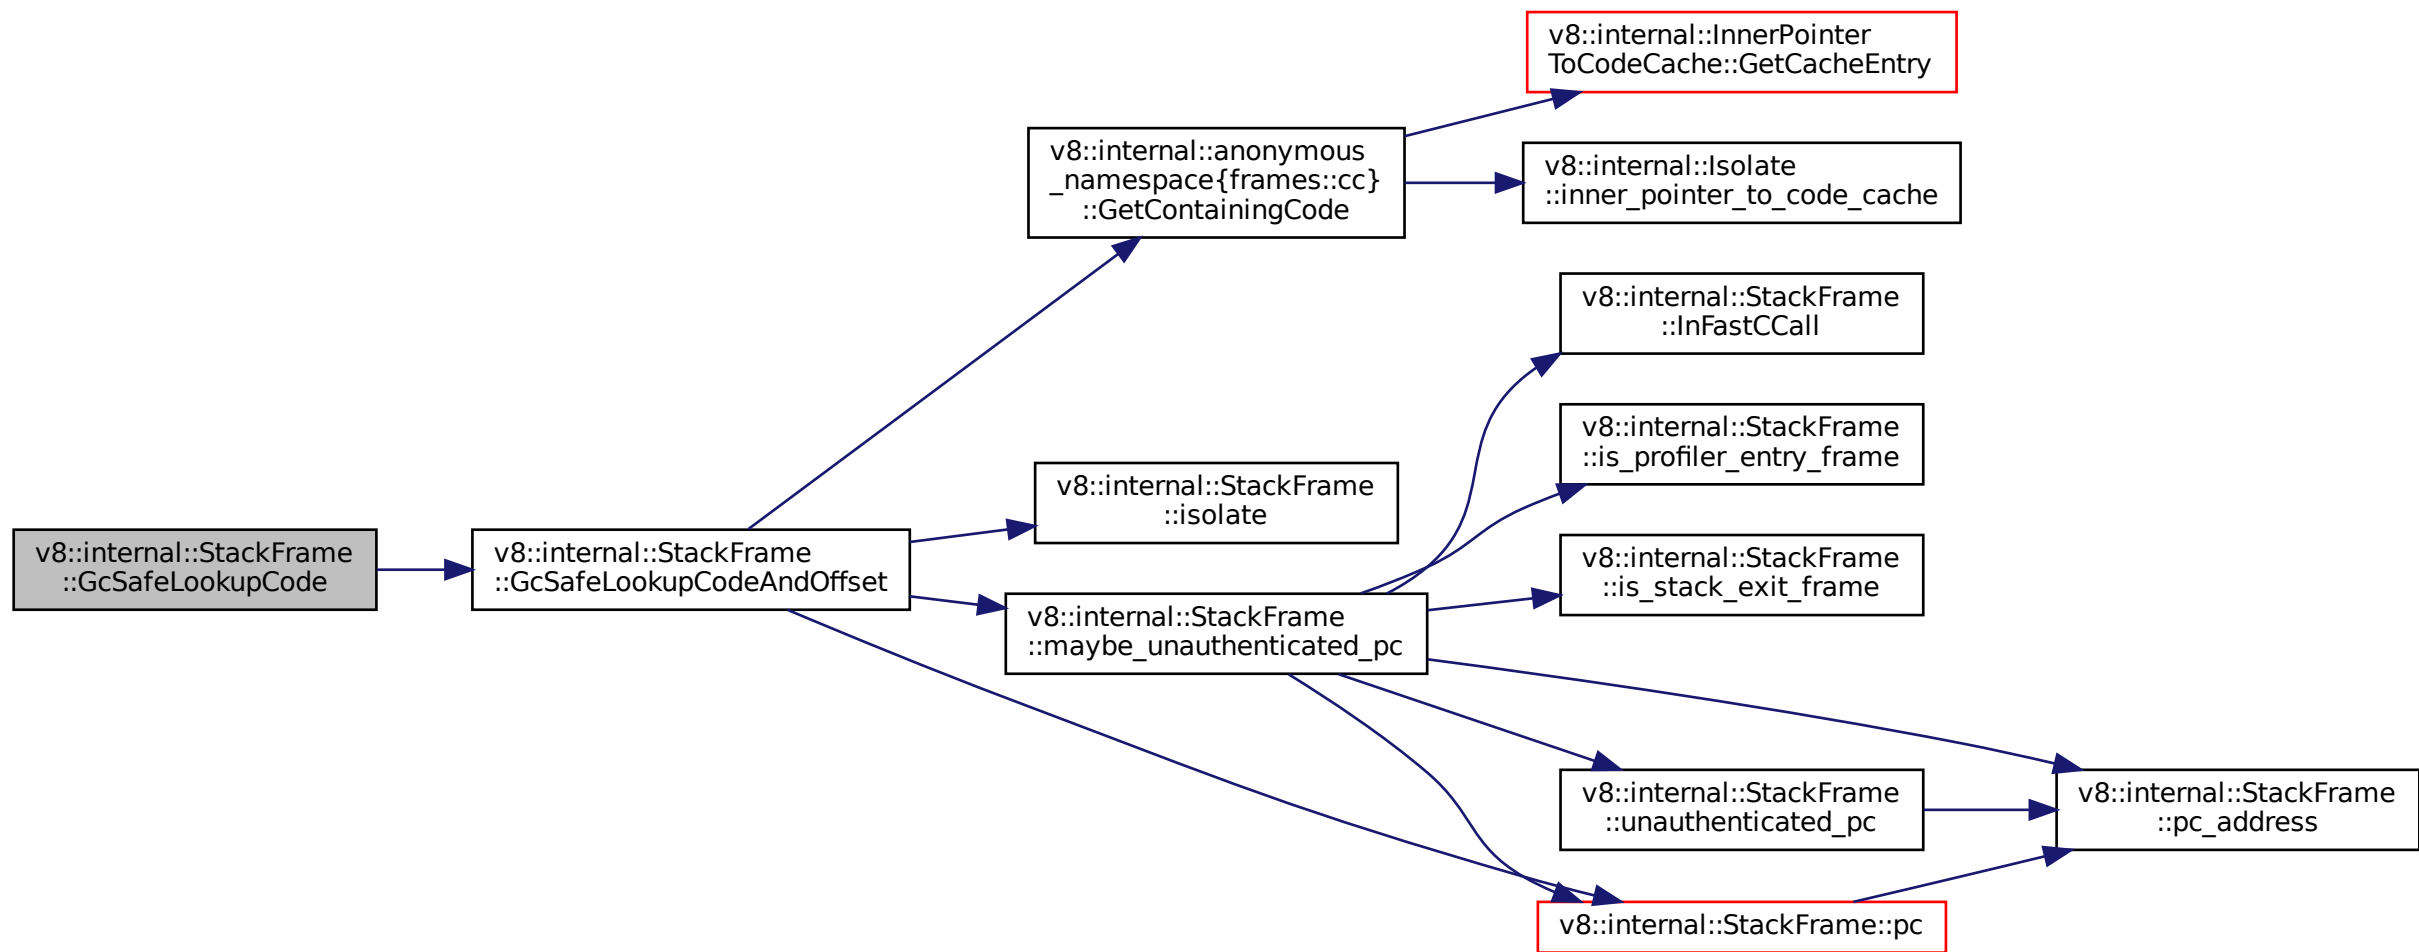 v8::internal::InnerPointer
ToCodeCache::GetCacheEntry
v8::internal::anonymous
_namespace{frames::cc}
::GetContainingCode
v8::internal::Isolate
::inner_pointer_to_code_cache
v8::internal::StackFrame
::InFastCCall
v8::internal::StackFrame
::is_profiler_entry_frame
v8::internal::StackFrame
::isolate
v8::internal::StackFrame
::GcSafeLookupCode
v8::internal::StackFrame
::GcSafeLookupCodeAndOffset
v8::internal::StackFrame
::is_stack_exit_frame
v8::internal::StackFrame
::maybe_unauthenticated_pc
v8::internal::StackFrame
::unauthenticated_pc
v8::internal::StackFrame
::pc_address
v8::internal::StackFrame::pc